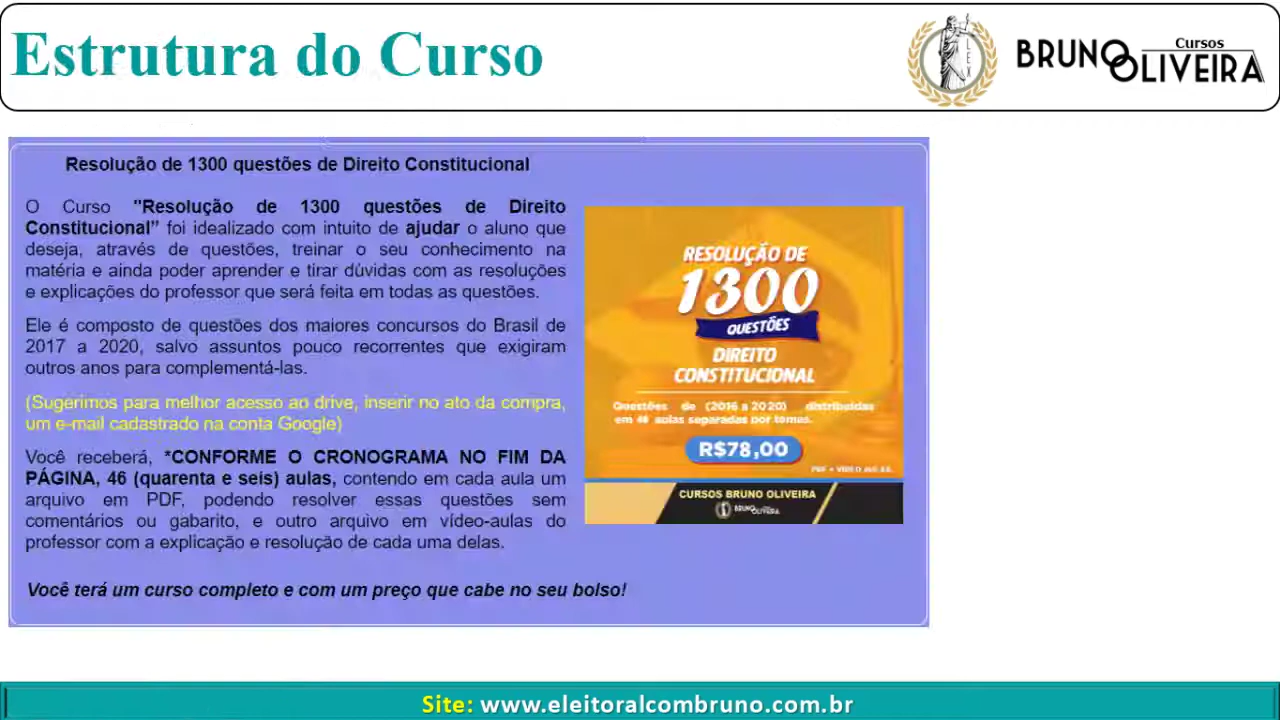 Estrutura do Curso
LEX
Cursos
BRUNO OLIVEIRA
Resolução de 1300 questões de Direito Constitucional
O Curso "Resolução de 1300 questões de Direito
Constitucional" foi idealizado com intuito de ajudar o aluno que
deseja, através de questões, treinar o seu conhecimento na
matéria e ainda poder aprender e tirar dúvidas com as resoluções
e explicações do professor que será feita em todas as questões.
Ele é composto de questões dos maiores concursos do Brasil de
2017 a 2020, salvo assuntos pouco recorrentes que exigiram
outros anos para complementá-las.
(Sugerimos para melhor acesso ao drive, inserir no ato da compra,
um e-mail cadastrado na conta Google)
Você receberá, *CONFORME O CRONOGRAMA NO FIM DA
PÁGINA, 46 (quarenta e seis) aulas, contendo em cada aula um
arquivo em PDF, podendo resolver essas questões sem
comentários ou gabarito, e outro arquivo em vídeo-aulas do
professor com a explicação e resolução de cada uma delas.
Você terá um curso completo e com um preço que cabe no seu bolso!
RESOLUÇÃO DE
1300
QUESTÕES
DIREITO
CONSTITUCIONAL
Questões de (2016 a 2020) distribuídas
em 46 aulas separadas por temas.
R$78,00
CURSOS BRUNO OLIVEIRA
BRUNO OLIVEIRA
Site: www.eleitoralcombruno.com.br